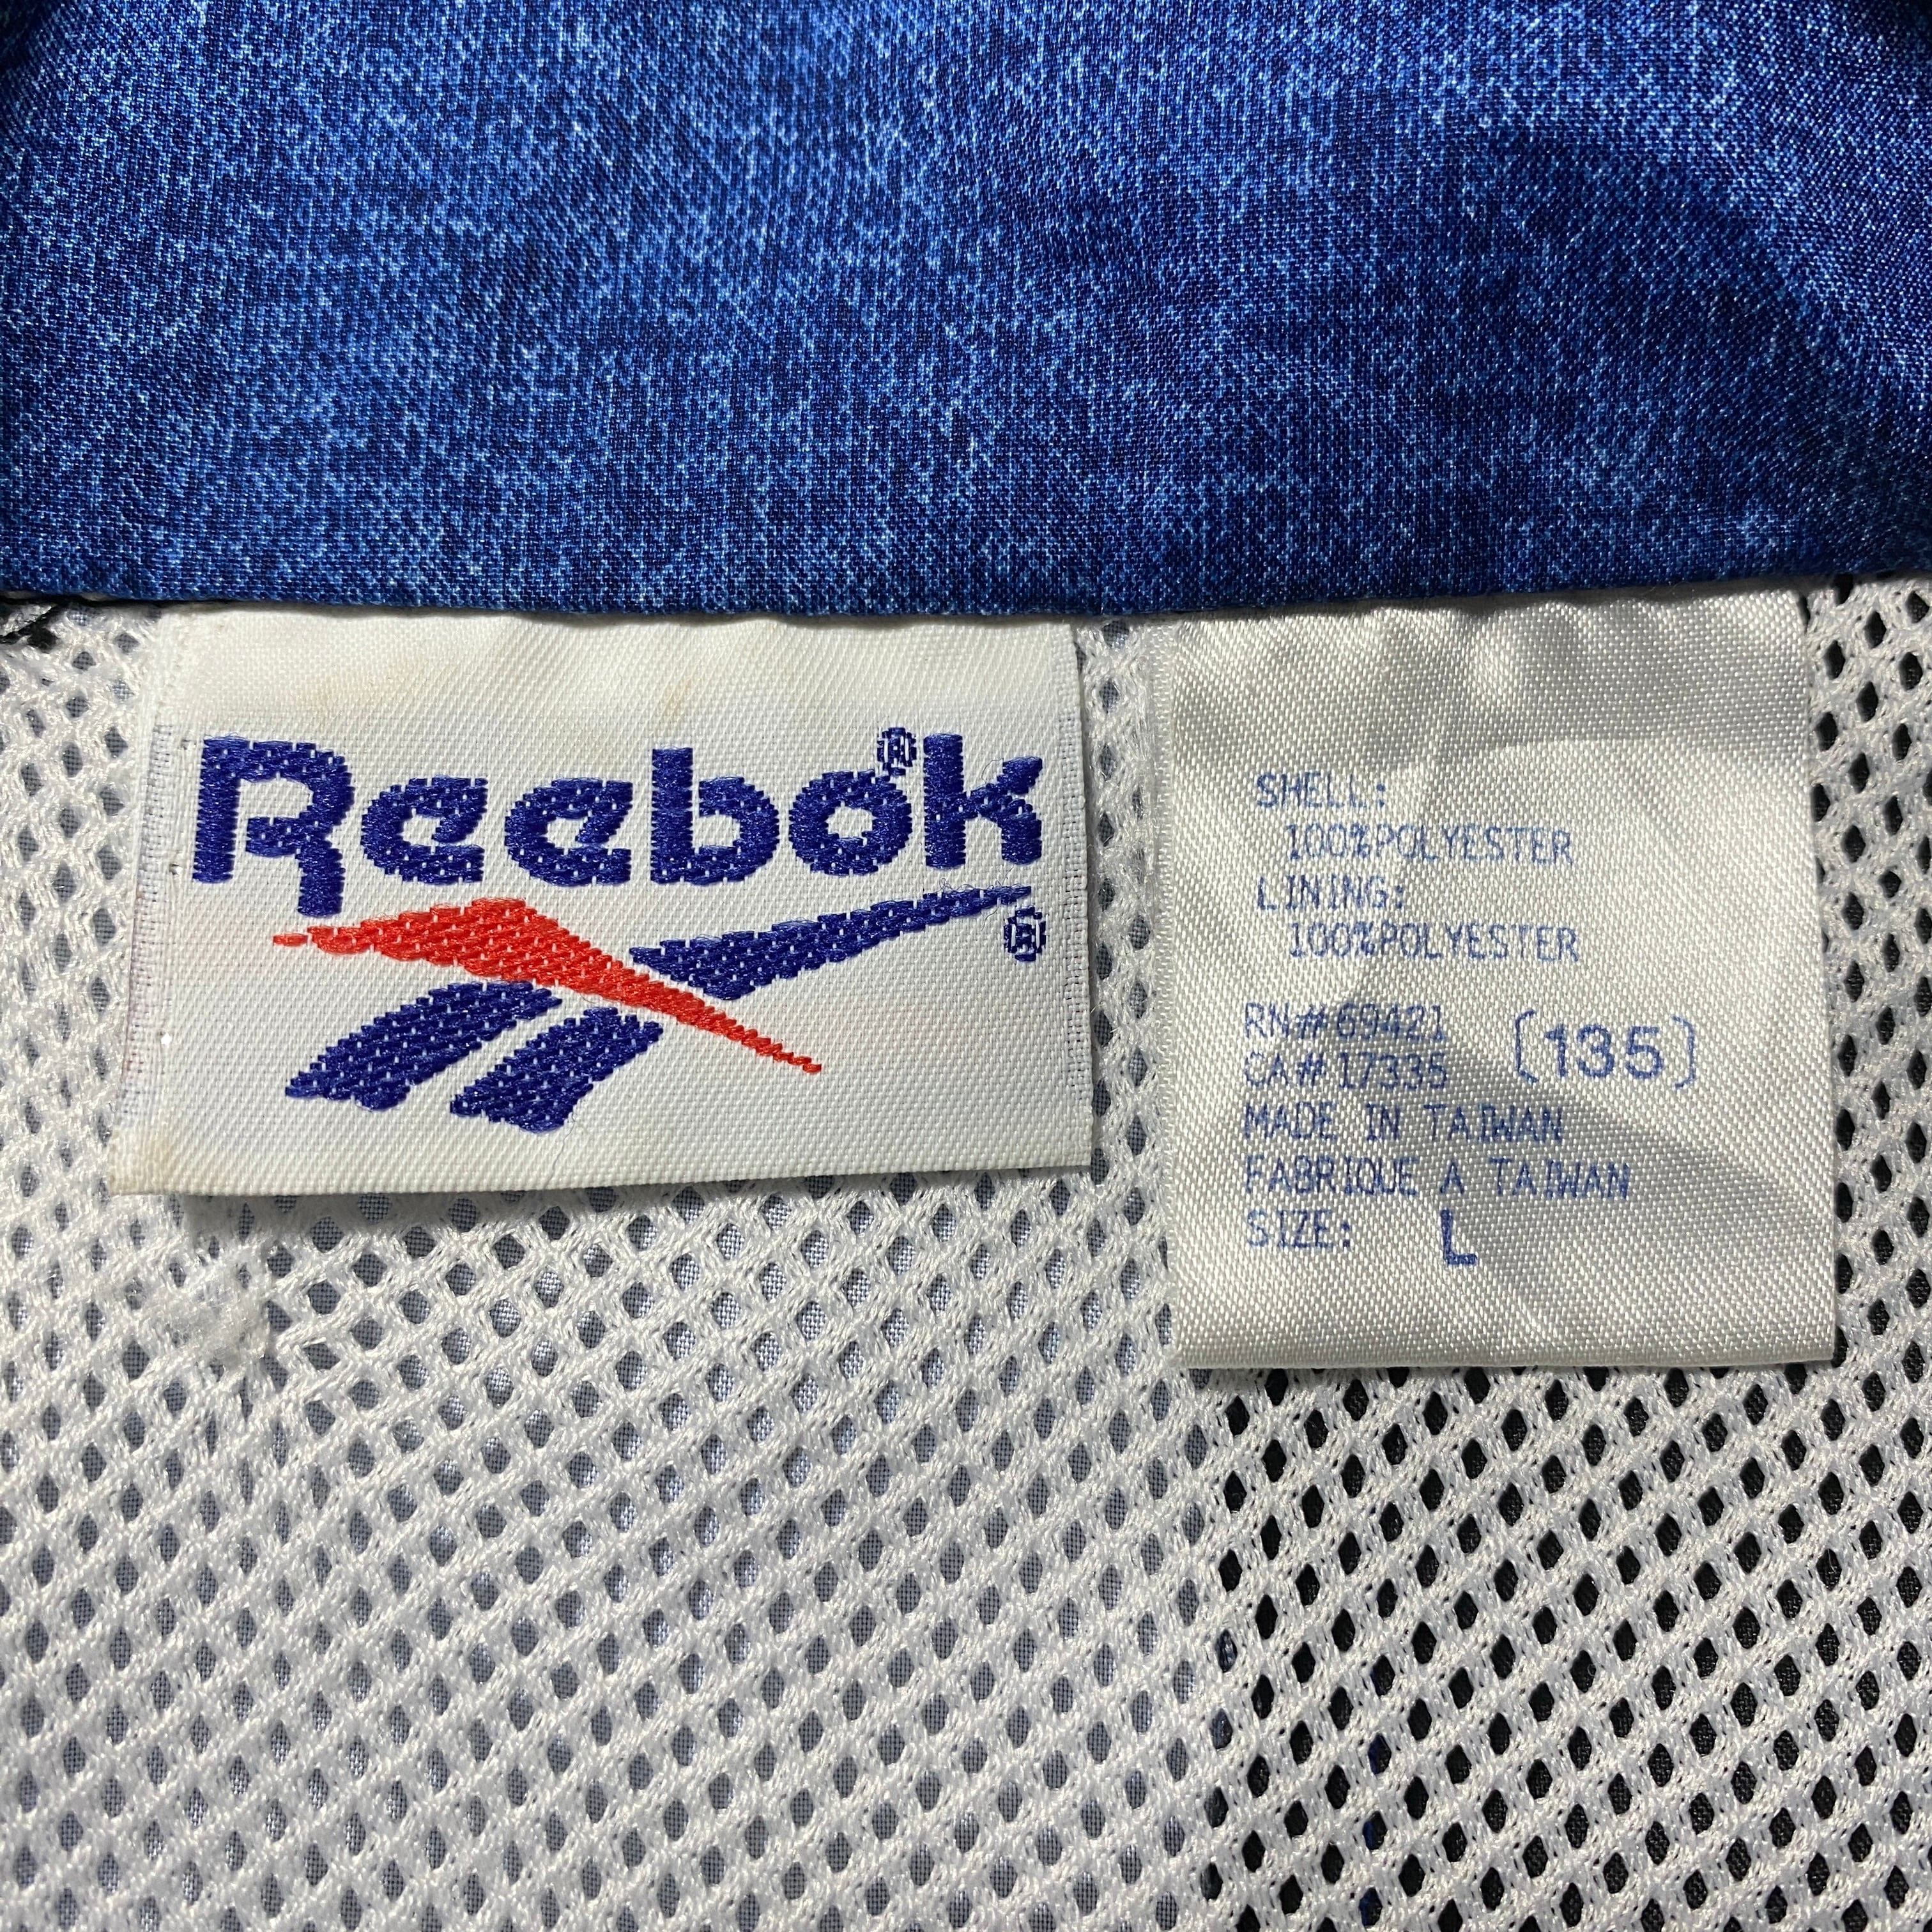 Reebok®
®
SHELL:
100%POLYESTER
LINING:
100%POLYESTER
RN#69421
CA#17335 [135]
MADE IN TAIWAN
FABRIQUE A TAIWAN
SIZE: L